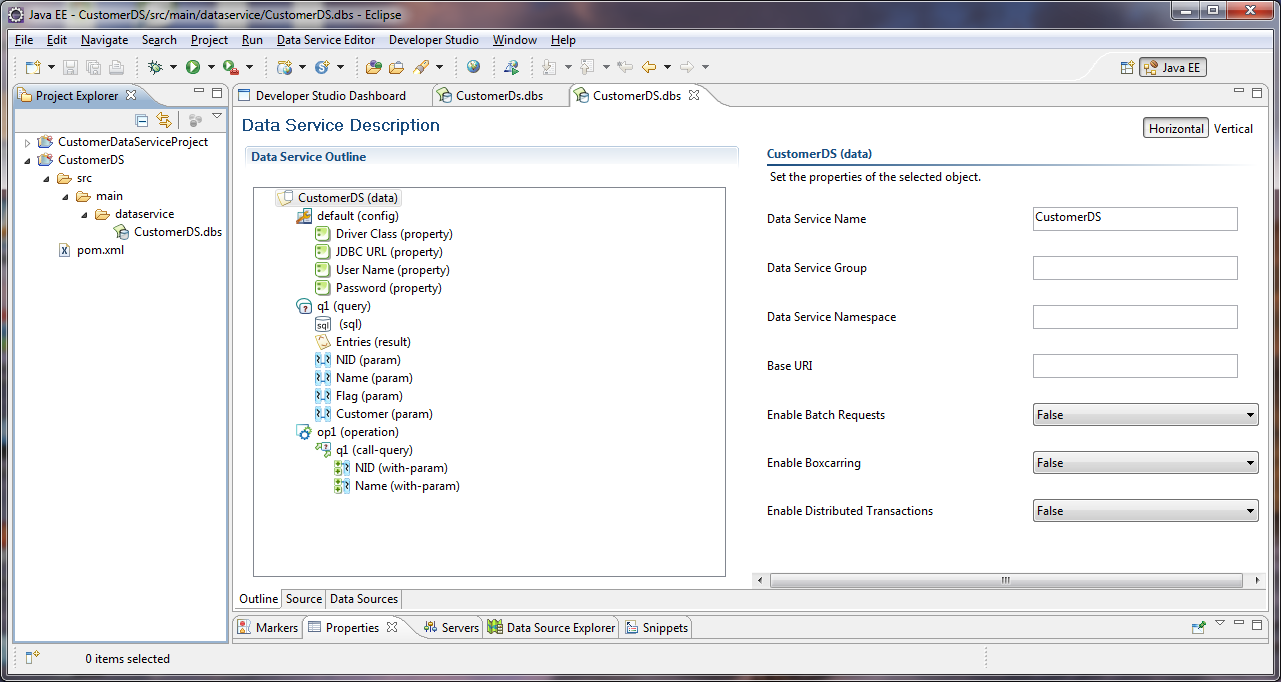 Java EE - CustomerDS/src/main/dataservice/CustomerDS.dbs - Eclipse
File Edit Navigate Search Project Run Data Service Editor Developer Studio Window Help
Java EE
Project Explorer
CustomerDataServiceProject
CustomerDS
src
main
dataservice
CustomerDS.dbs
pom.xml
Developer Studio Dashboard CustomerDs.dbs CustomerDS.dbs
Data Service Description
Horizontal Vertical
Data Service Outline
CustomerDS (data)
default (config)
Driver Class (property)
JDBC URL (property)
User Name (property)
Password (property)
q1 (query)
sql (sql)
Entries (result)
NID (param)
Name (param)
Flag (param)
Customer (param)
op1 (operation)
q1 (call-query)
NID (with-param)
Name (with-param)
CustomerDS (data)
Set the properties of the selected object.
Data Service Name CustomerDS
Data Service Group
Data Service Namespace
Base URI
Enable Batch Requests False
Enable Boxcarring False
Enable Distributed Transactions False
Outline Source Data Sources
Markers Properties Servers Data Source Explorer Snippets
0 items selected